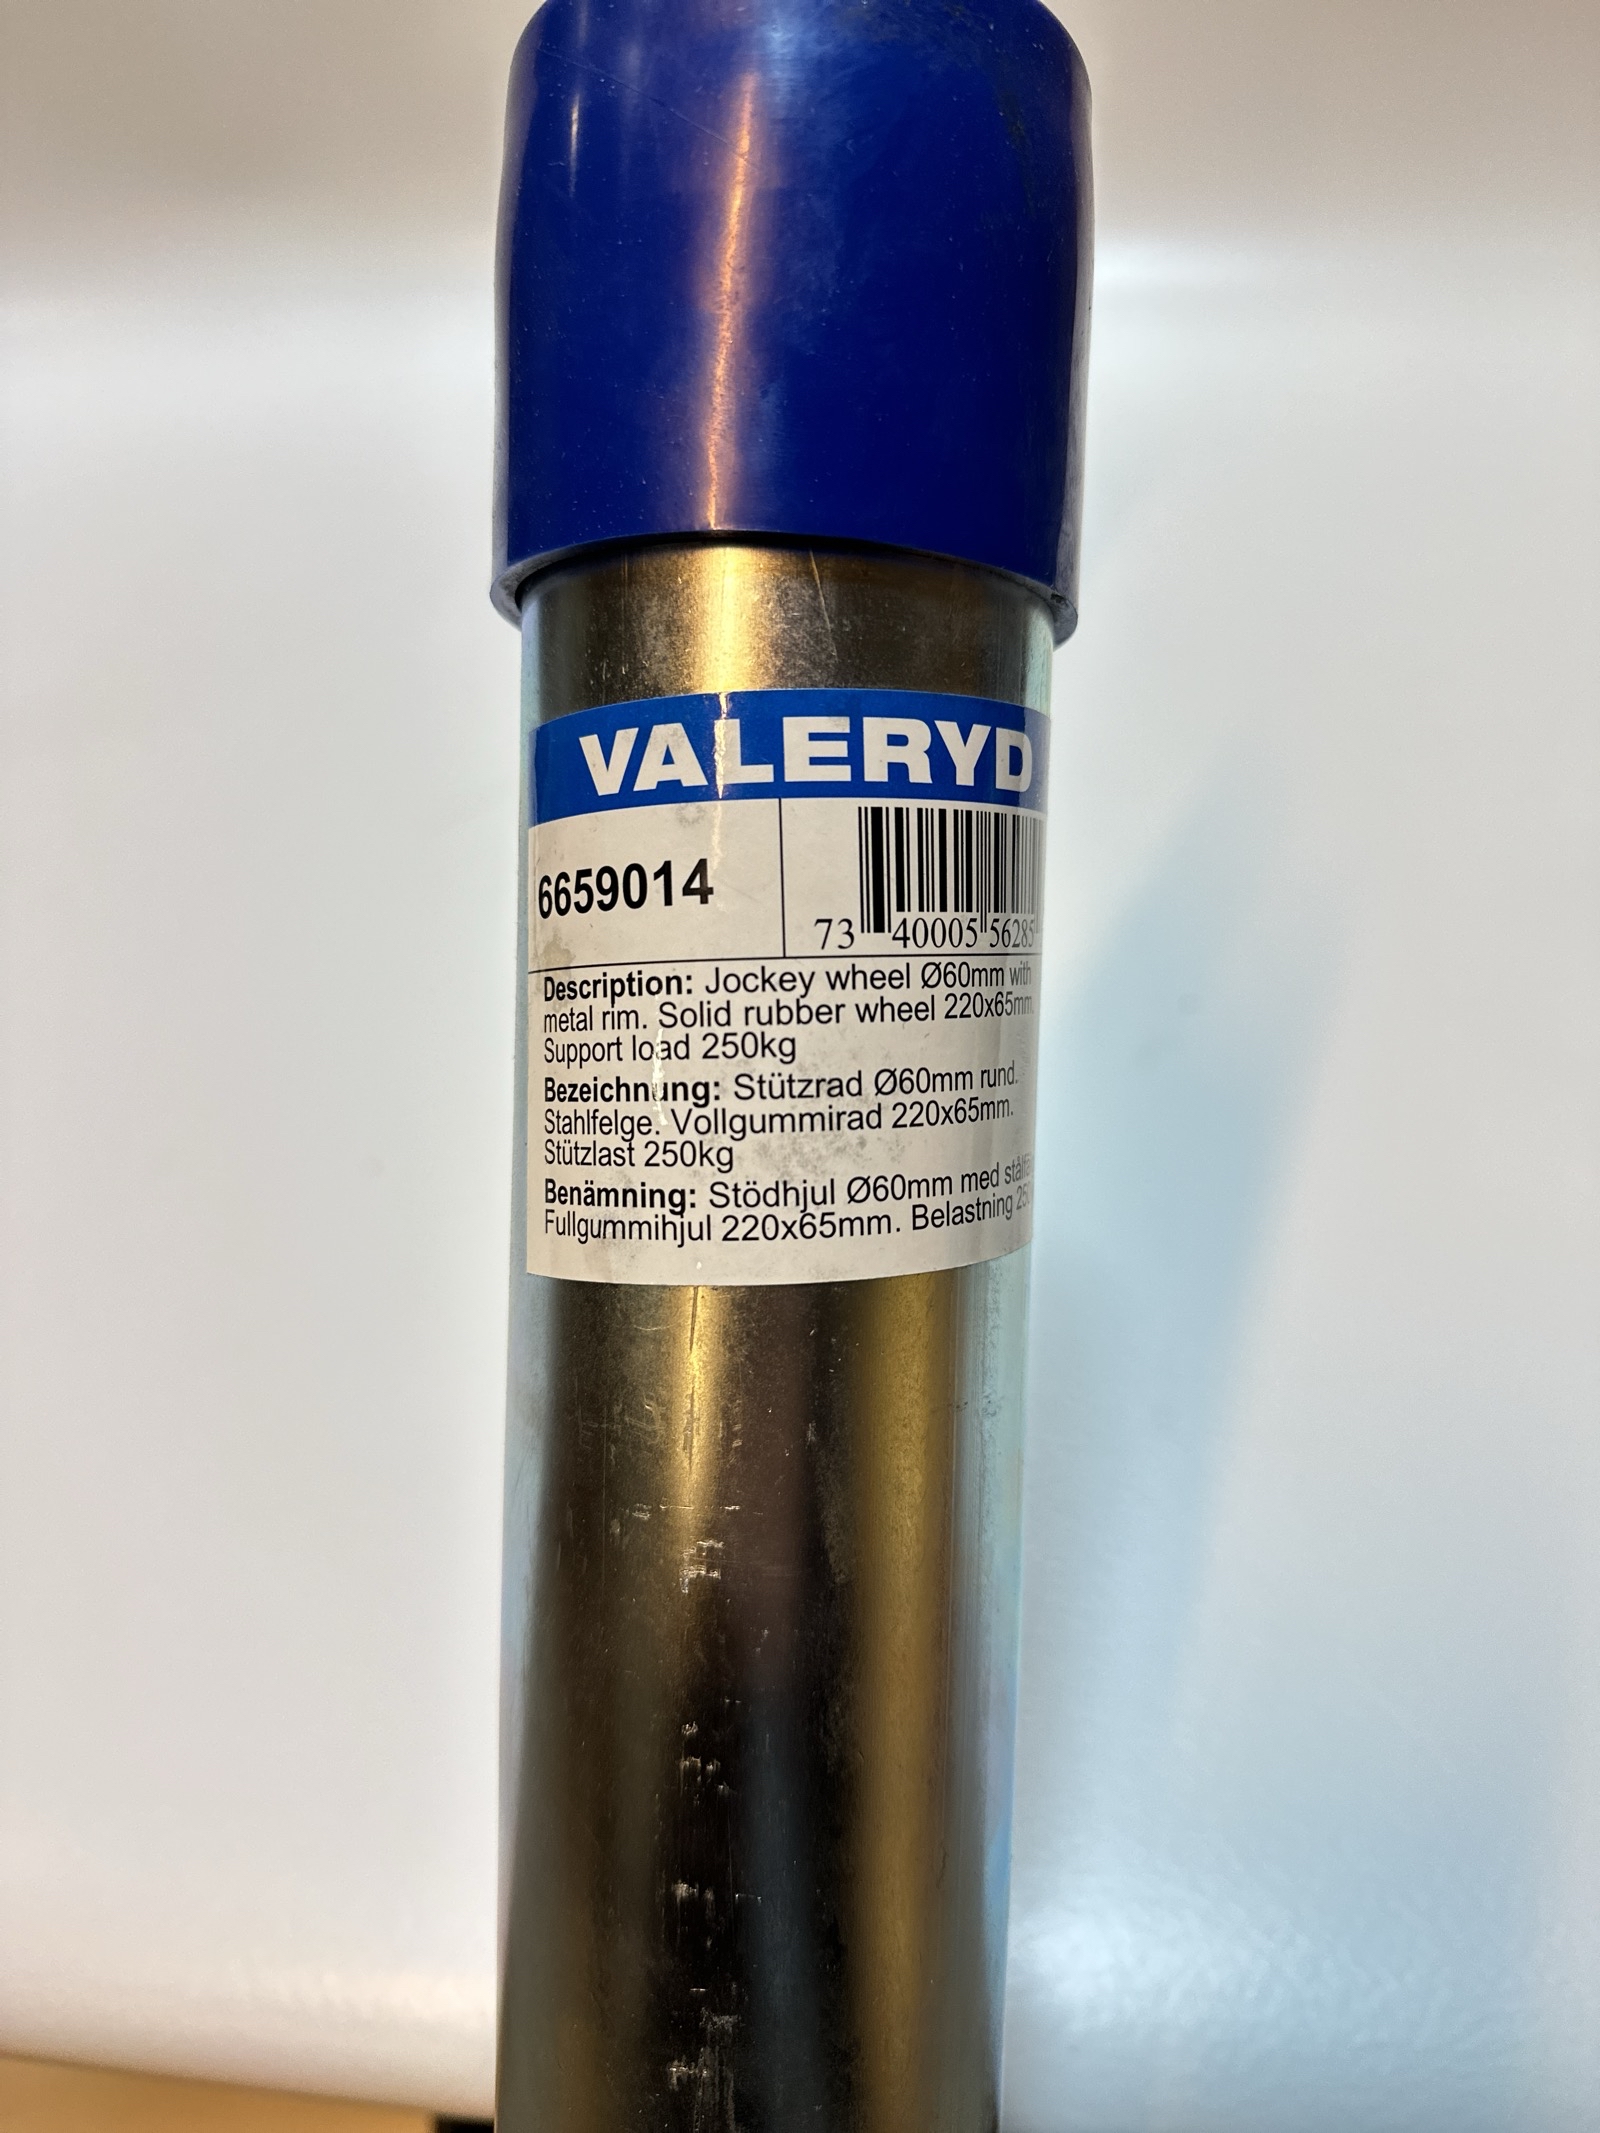 VALERYD
6659014
73 40005 56285
Description: Jockey wheel Ø60mm with
metal rim. Solid rubber wheel 220x65mm.
Support load 250kg
Bezeichnung: Stützrad Ø60mm rund.
Stahlfelge. Vollgummirad 220x65mm.
Stützlast 250kg
Benämning: Stödhjul Ø60mm med
Fullgummihjul 220x65mm. Belastning